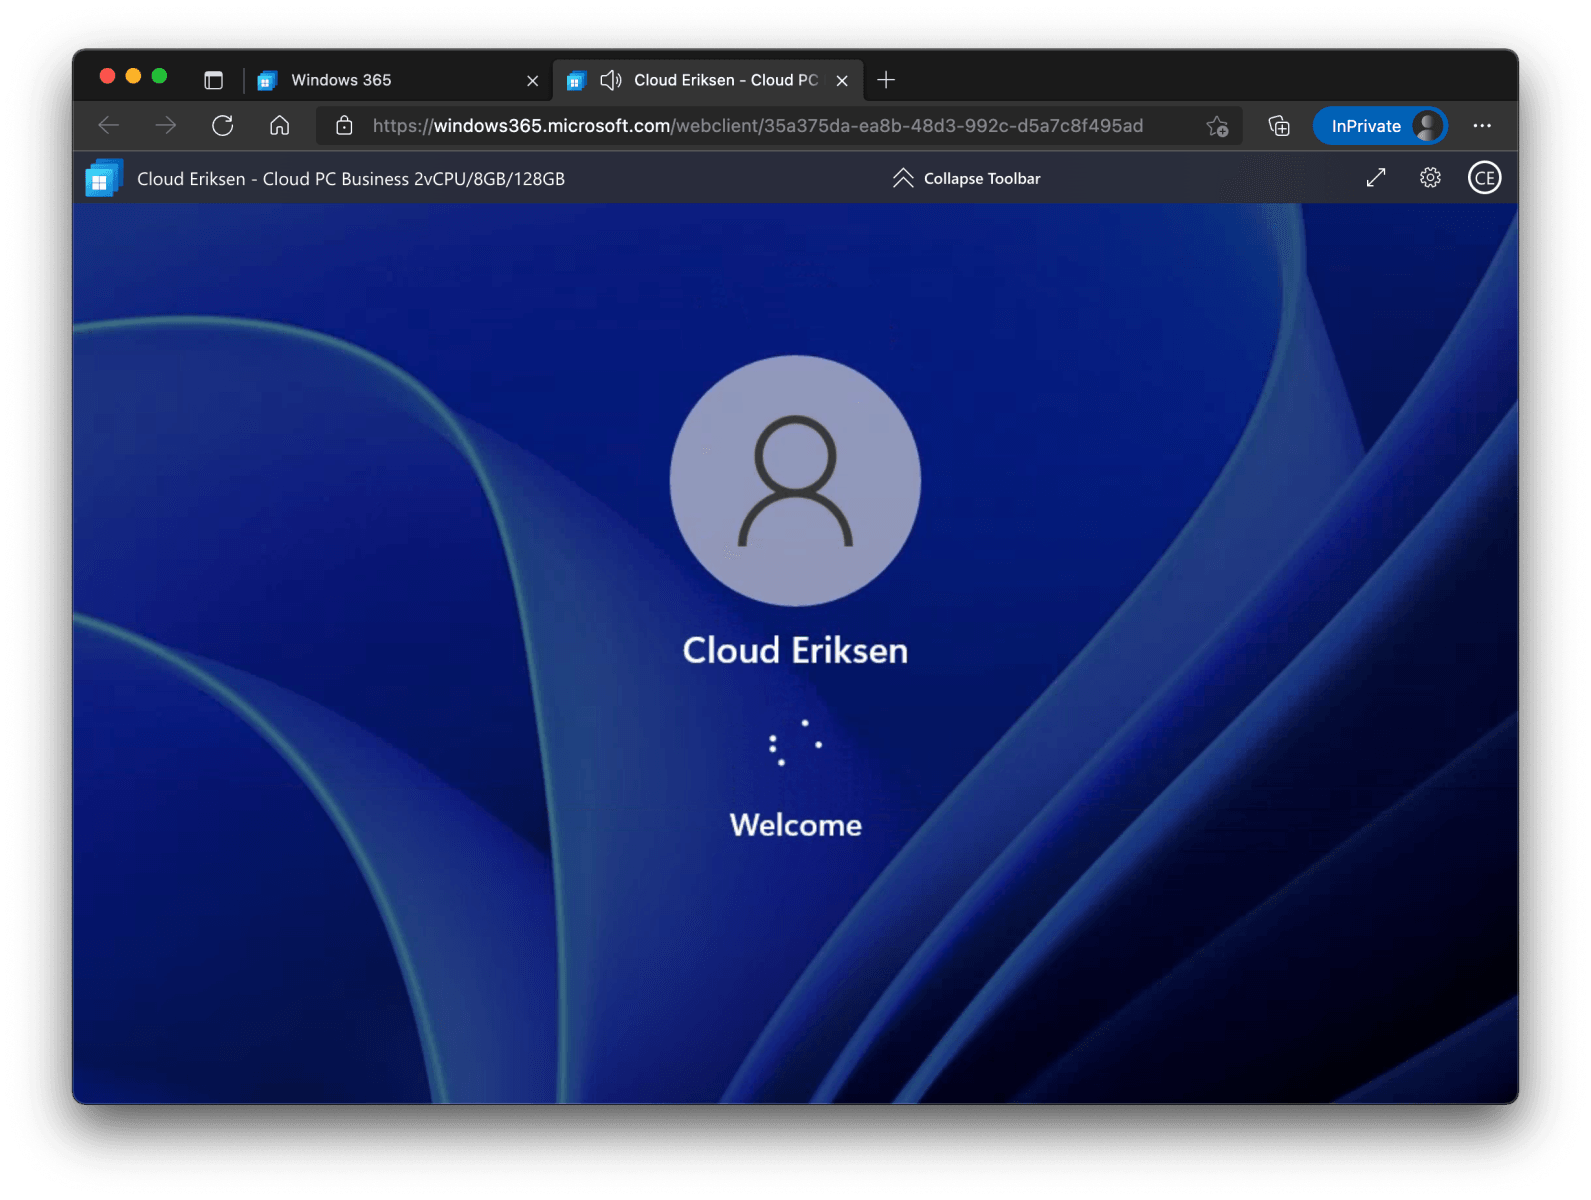 Windows 365
Cloud Eriksen - Cloud PC
https://windows365.microsoft.com/webclient/35a375da-ea8b-48d3-992c-d5a7c8f495ad
InPrivate
Cloud Eriksen - Cloud PC Business 2vCPU/8GB/128GB
Collapse Toolbar
CE
Cloud Eriksen
Welcome